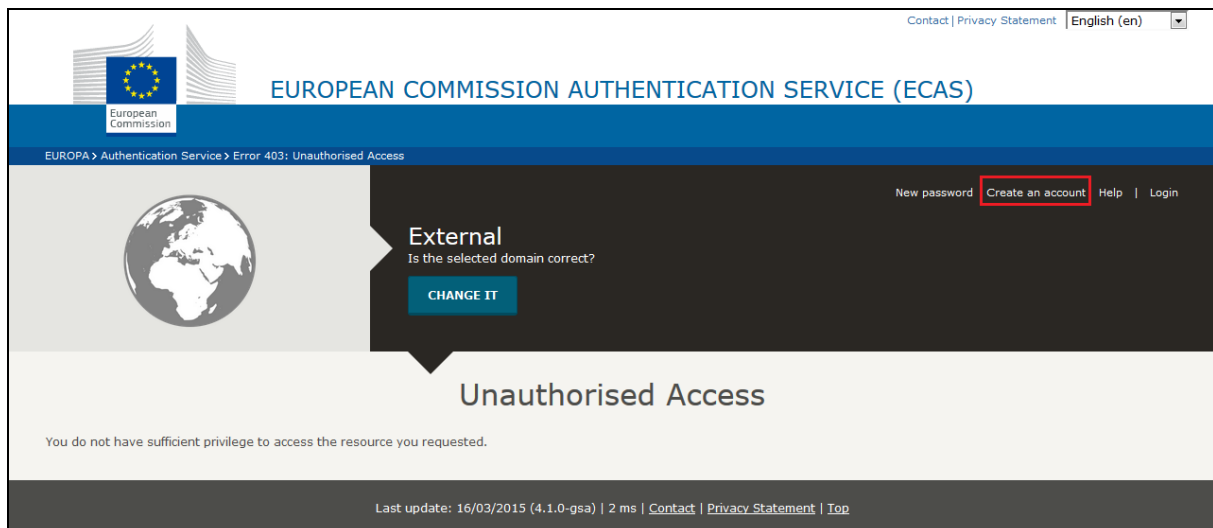 Contact | Privacy Statement English (en)
European
Commission
EUROPEAN COMMISSION AUTHENTICATION SERVICE (ECAS)
EUROPA > Authentication Service > Error 403: Unauthorised Access
New password Create an account Help | Login
External
Is the selected domain correct?
CHANGE IT
Unauthorised Access
You do not have sufficient privilege to access the resource you requested.
Last update: 16/03/2015 (4.1.0-gsa) | 2 ms | Contact | Privacy Statement | Top